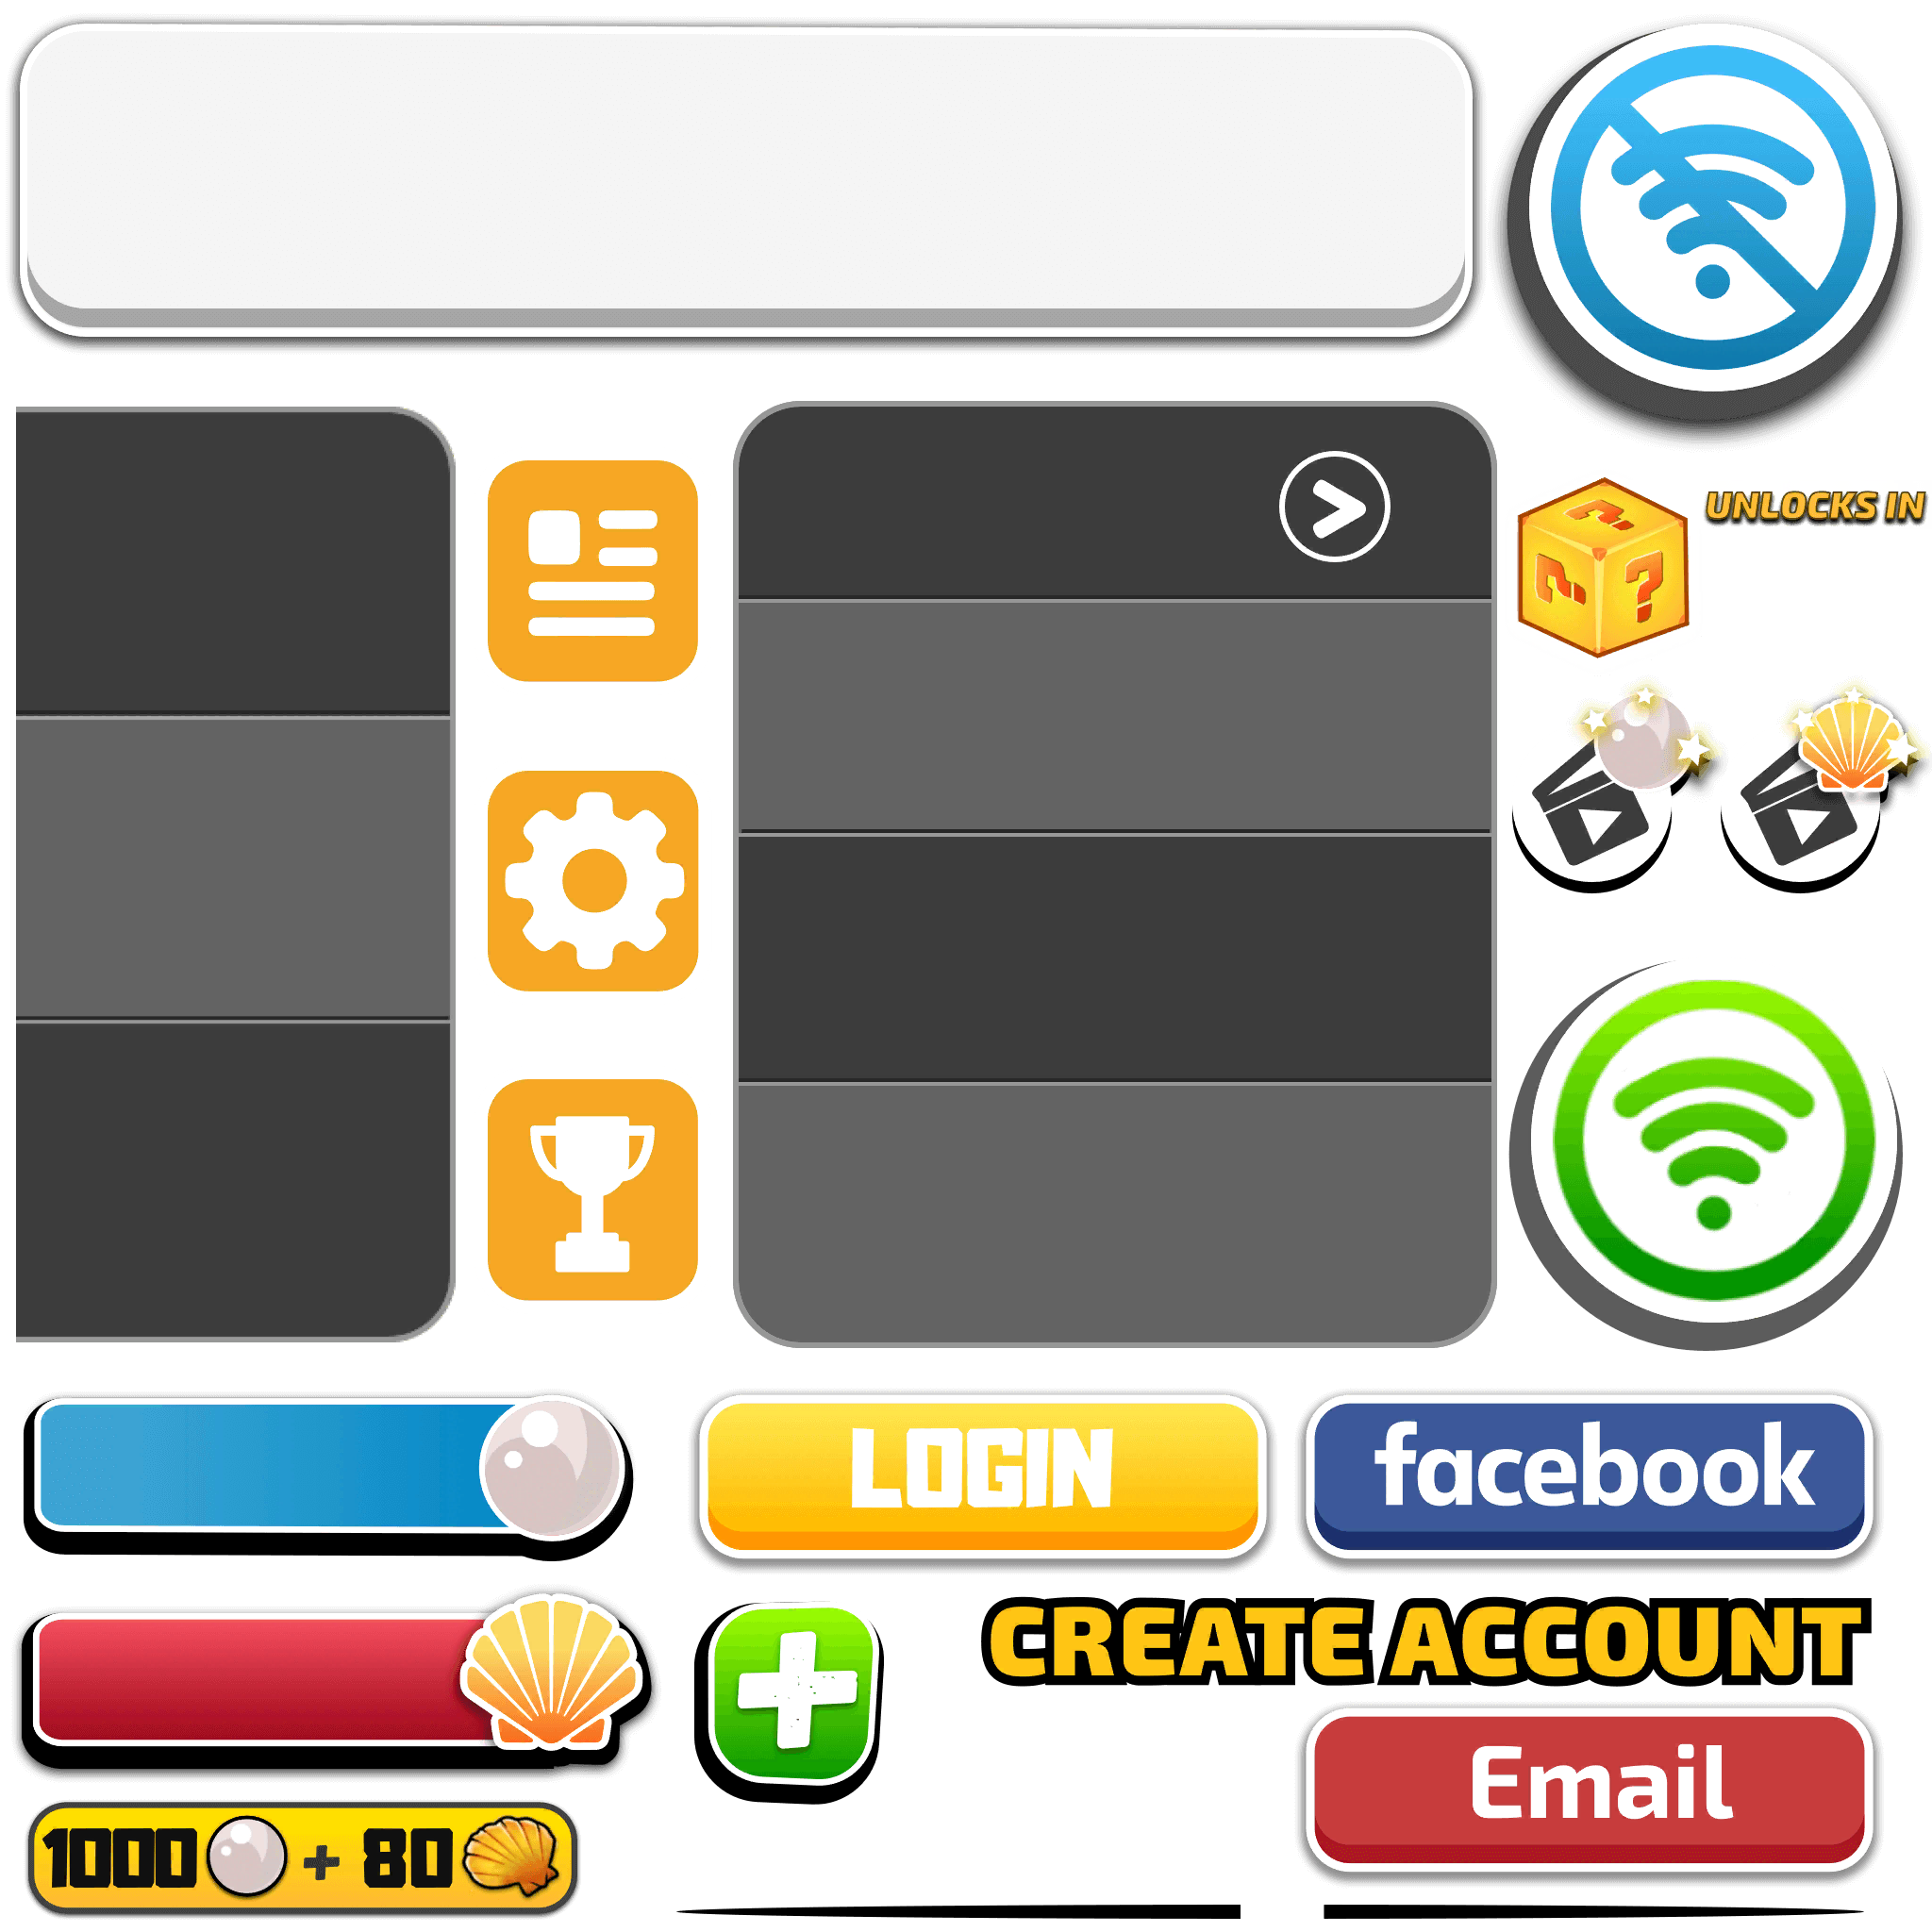 UNLOCKS IN
? ? ?
LOGIN
facebook
CREATE ACCOUNT
Email
1000 + 80